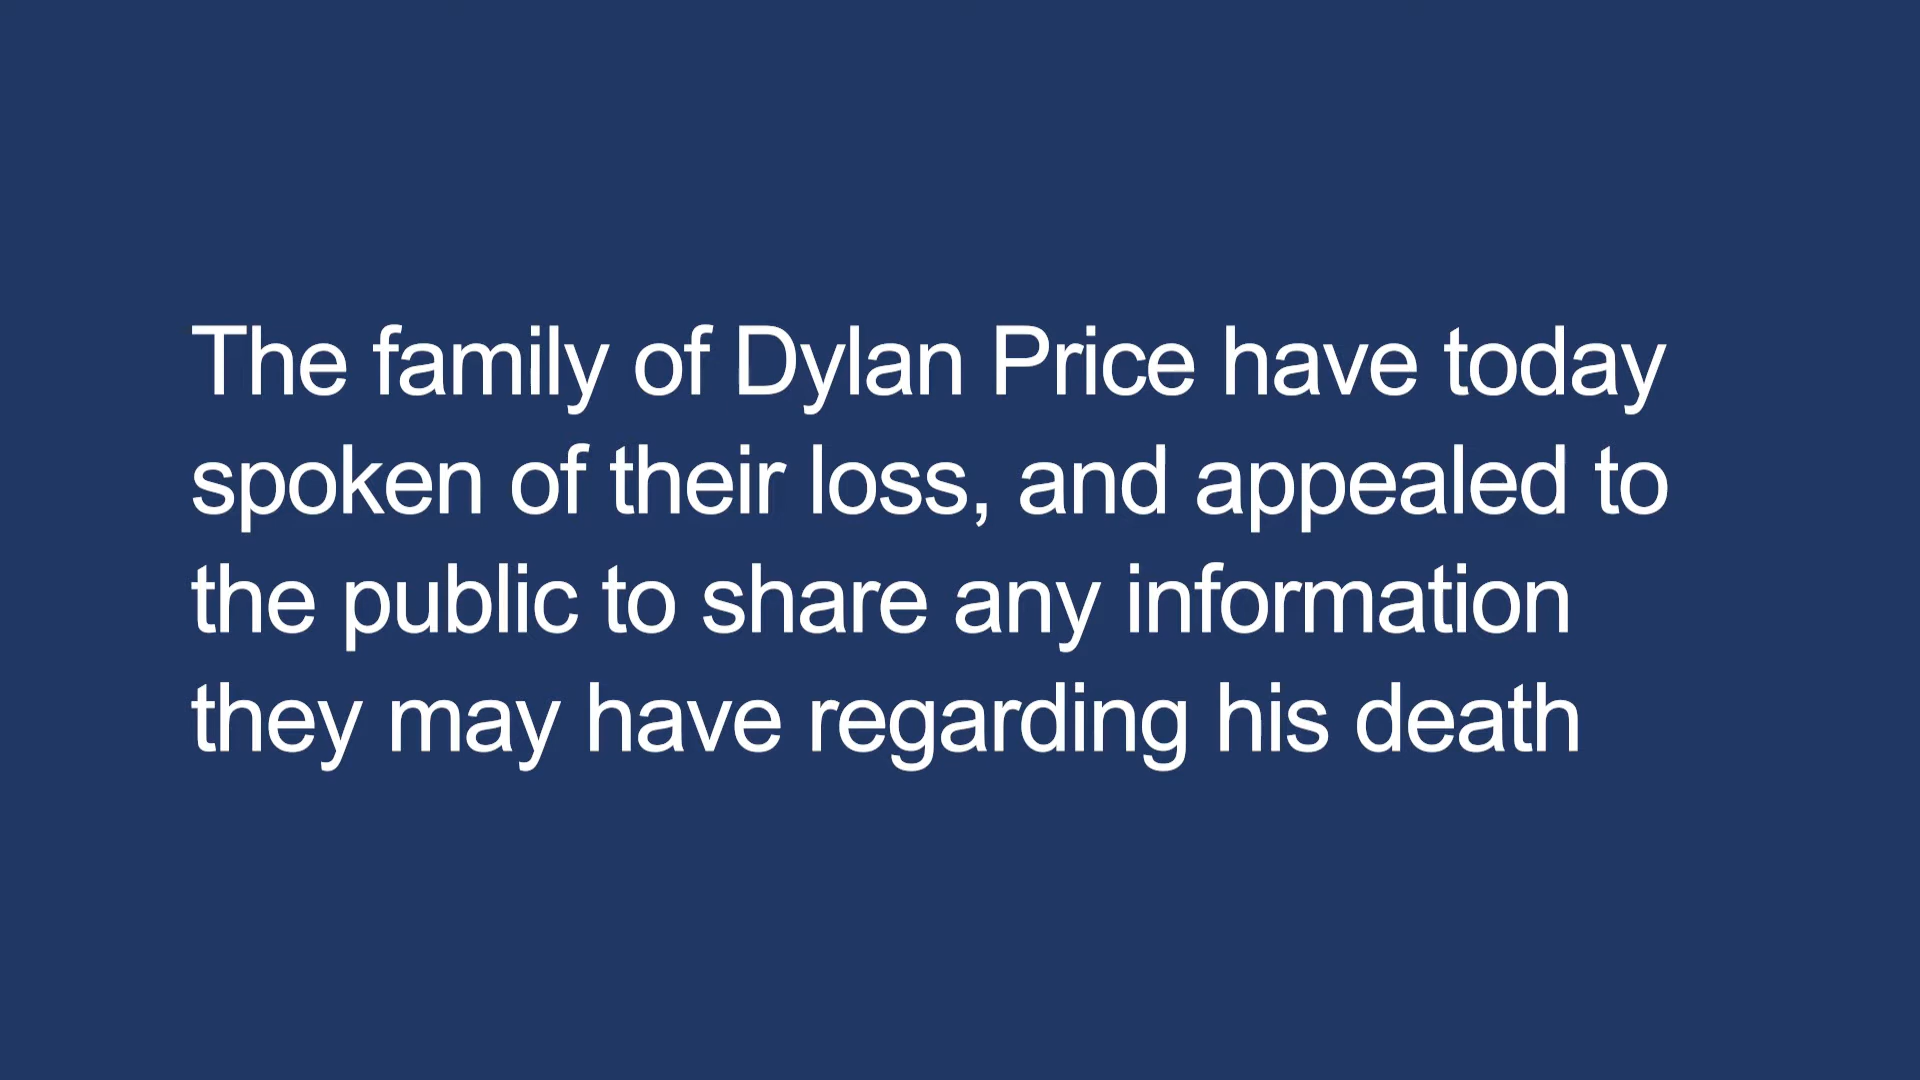 The family of Dylan Price have today
spoken of their loss, and appealed to
the public to share any information
they may have regarding his death